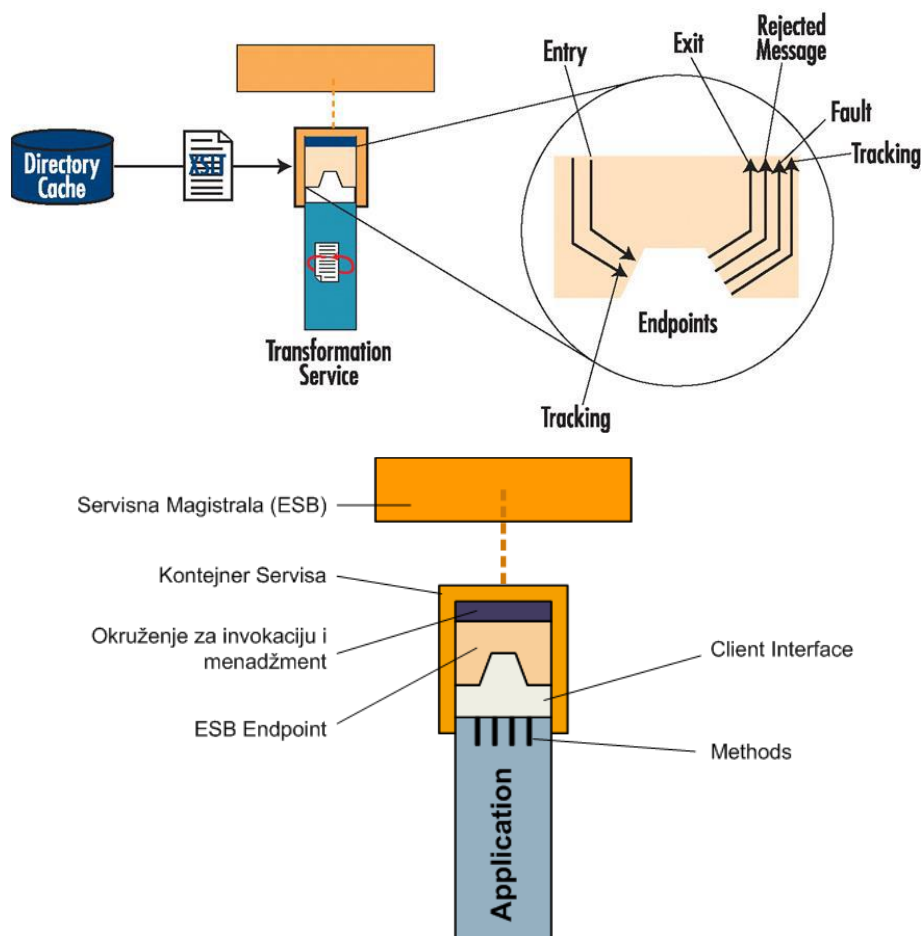 Entry
Exit
Rejected
Message
Fault
Tracking
Directory
Cache
XSLT
Endpoints
Transformation
Service
Tracking
Servisna Magistrala (ESB)
Kontejner Servisa
Okruženje za invokaciju i
menadžment
Client Interface
ESB Endpoint
Methods
Application